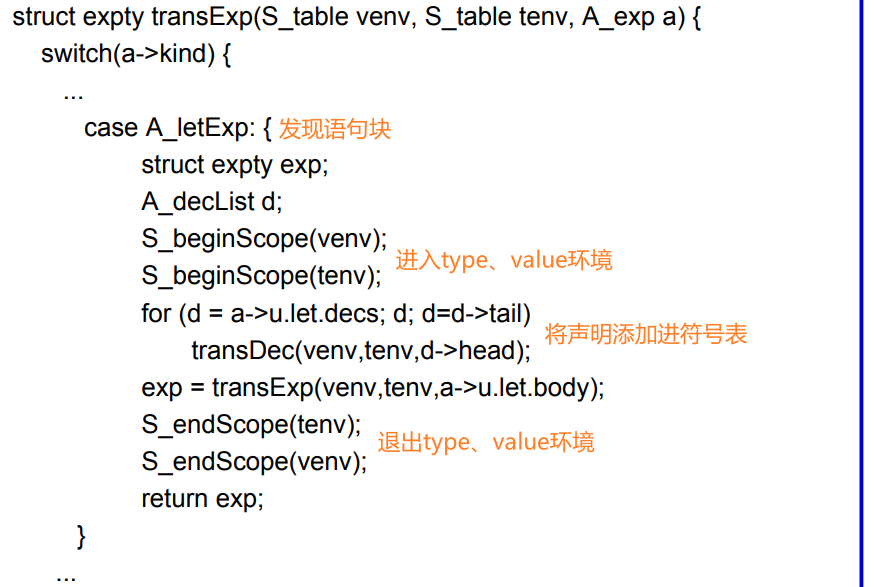 struct expty transExp(S_table venv, S_table tenv, A_exp a) {
switch(a->kind) {
...
case A_letExp: { 发现语句块
struct expty exp;
A_decList d;
S_beginScope(venv);
进入type、value环境
S_beginScope(tenv);
for (d = a->u.let.decs; d; d=d->tail)
将声明添加进符号表
transDec(venv,tenv,d->head);
exp = transExp(venv,tenv,a->u.let.body);
S_endScope(tenv);
退出type、value环境
S_endScope(venv);
return exp;
}
...